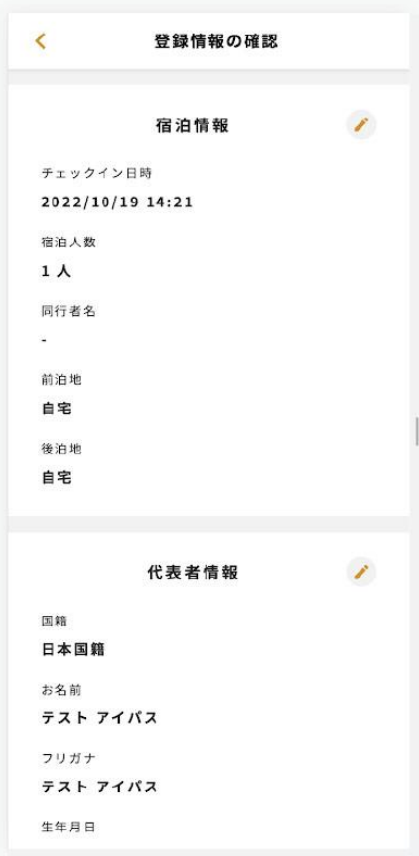 登録情報の確認
宿泊情報
チェックイン日時
2022/10/19 14:21
宿泊人数
1 人
同行者名
-
前泊地
自宅
後泊地
自宅
代表者情報
国籍
日本国籍
お名前
テスト アイパス
フリガナ
テスト アイパス
生年月日